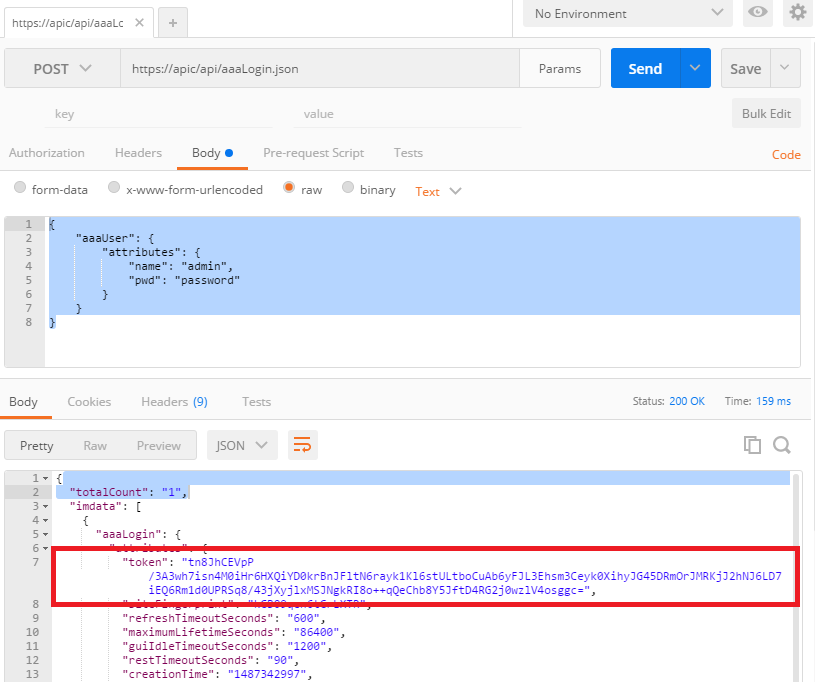 https://apic/api/aaaLc
No Environment
POST
https://apic/api/aaaLogin.json
Params
Send
Save
key
value
Bulk Edit
Authorization
Headers
Body
Pre-request Script
Tests
Code
form-data
x-www-form-urlencoded
raw
binary
Text
1 {
2 "aaaUser": {
3 "attributes": {
4 "name": "admin",
5 "pwd": "password"
6 }
7 }
8 }
Body
Cookies
Headers (9)
Tests
Status: 200 OK
Time: 159 ms
Pretty
Raw
Preview
JSON
1 {
2 "totalCount": "1",
3 "imdata": [
4 {
5 "aaaLogin": {
6
7 "token": "tn8JhCEVpP
/3A3wh7isn4M0iHr6HXQiYD0krBnJFltN6rayk1Kl6stULtboCuAb6yFJL3Ehsm3Ceyk0XihyJG45DRmOrJMRKjJ2hNJ6LD7
iEQ6Rm1d0UPRSq8/43jXyjlxMSJNgkRI8o++qQeChb8Y5JftD4RG2j0wzlV4osggc=",
8
9 "refreshTimeoutSeconds": "600",
10 "maximumLifetimeSeconds": "86400",
11 "guiIdleTimeoutSeconds": "1200",
12 "restTimeoutSeconds": "90",
13 "creationTime": "1487342997",